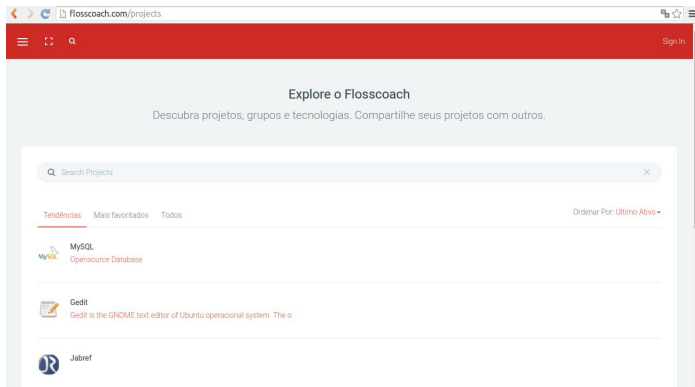 flosscoach.com/projects
Sign In
Explore o Flosscoach
Descubra projetos, grupos e tecnologias. Compartilhe seus projetos com outros.
Search Projects
Tendências Mais favoritados Todos Ordenar Por: Último Ativo
MySQL
MySQL
Opensource Database
Gedit
Gedit is the GNOME text editor of Ubuntu operacional system. The o
Jabref